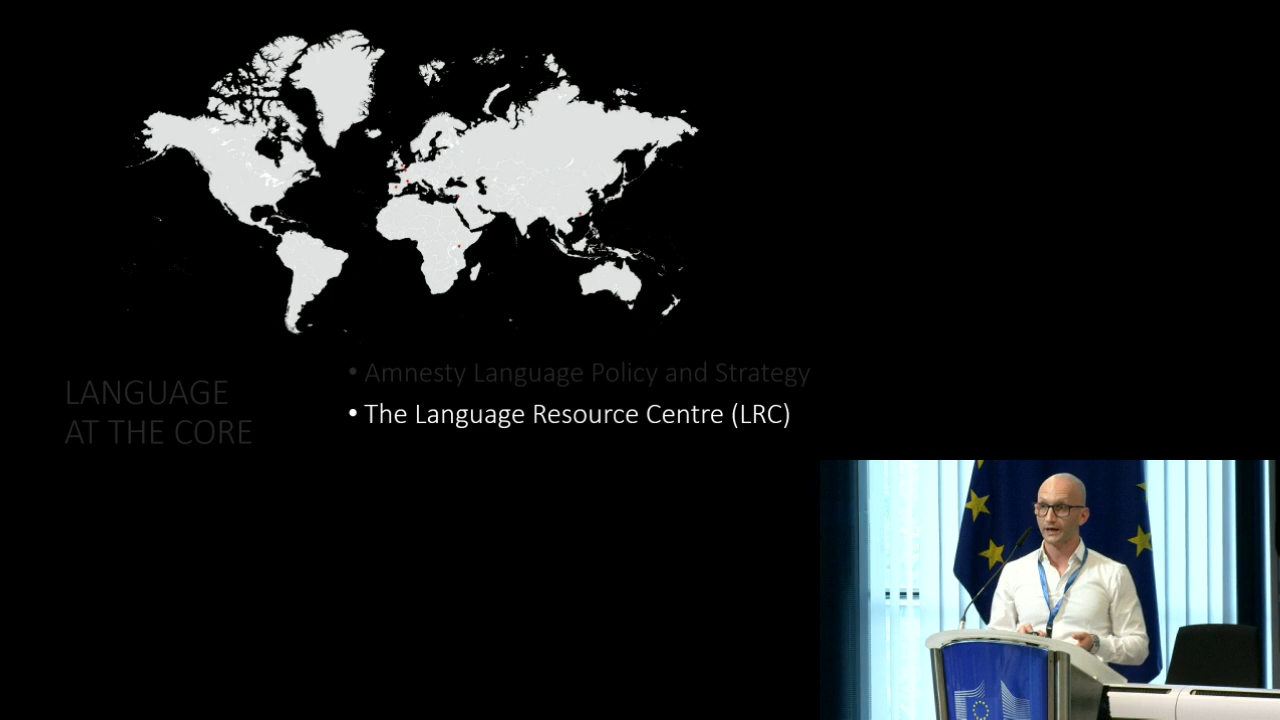 LANGUAGE
AT THE CORE
• Amnesty Language Policy and Strategy
• The Language Resource Centre (LRC)